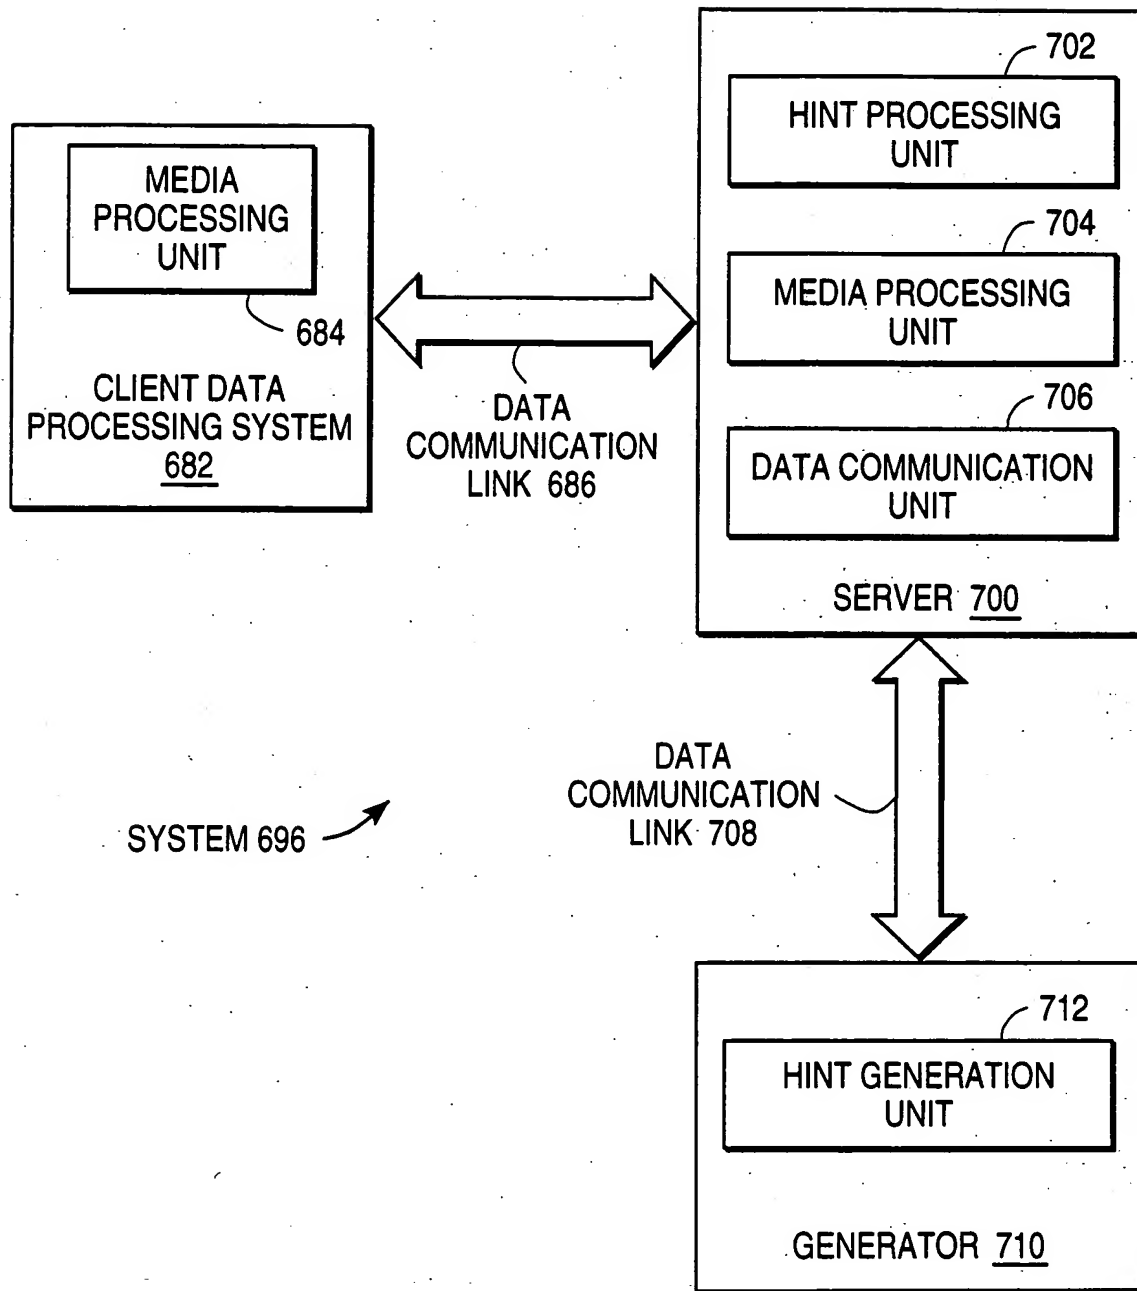 702
HINT PROCESSING
UNIT
704
MEDIA PROCESSING
UNIT
706
DATA COMMUNICATION
UNIT
SERVER 700
MEDIA
PROCESSING
UNIT
684
CLIENT DATA
PROCESSING SYSTEM
682
DATA
COMMUNICATION
LINK 686
DATA
COMMUNICATION
LINK 708
SYSTEM 696
712
HINT GENERATION
UNIT
GENERATOR 710